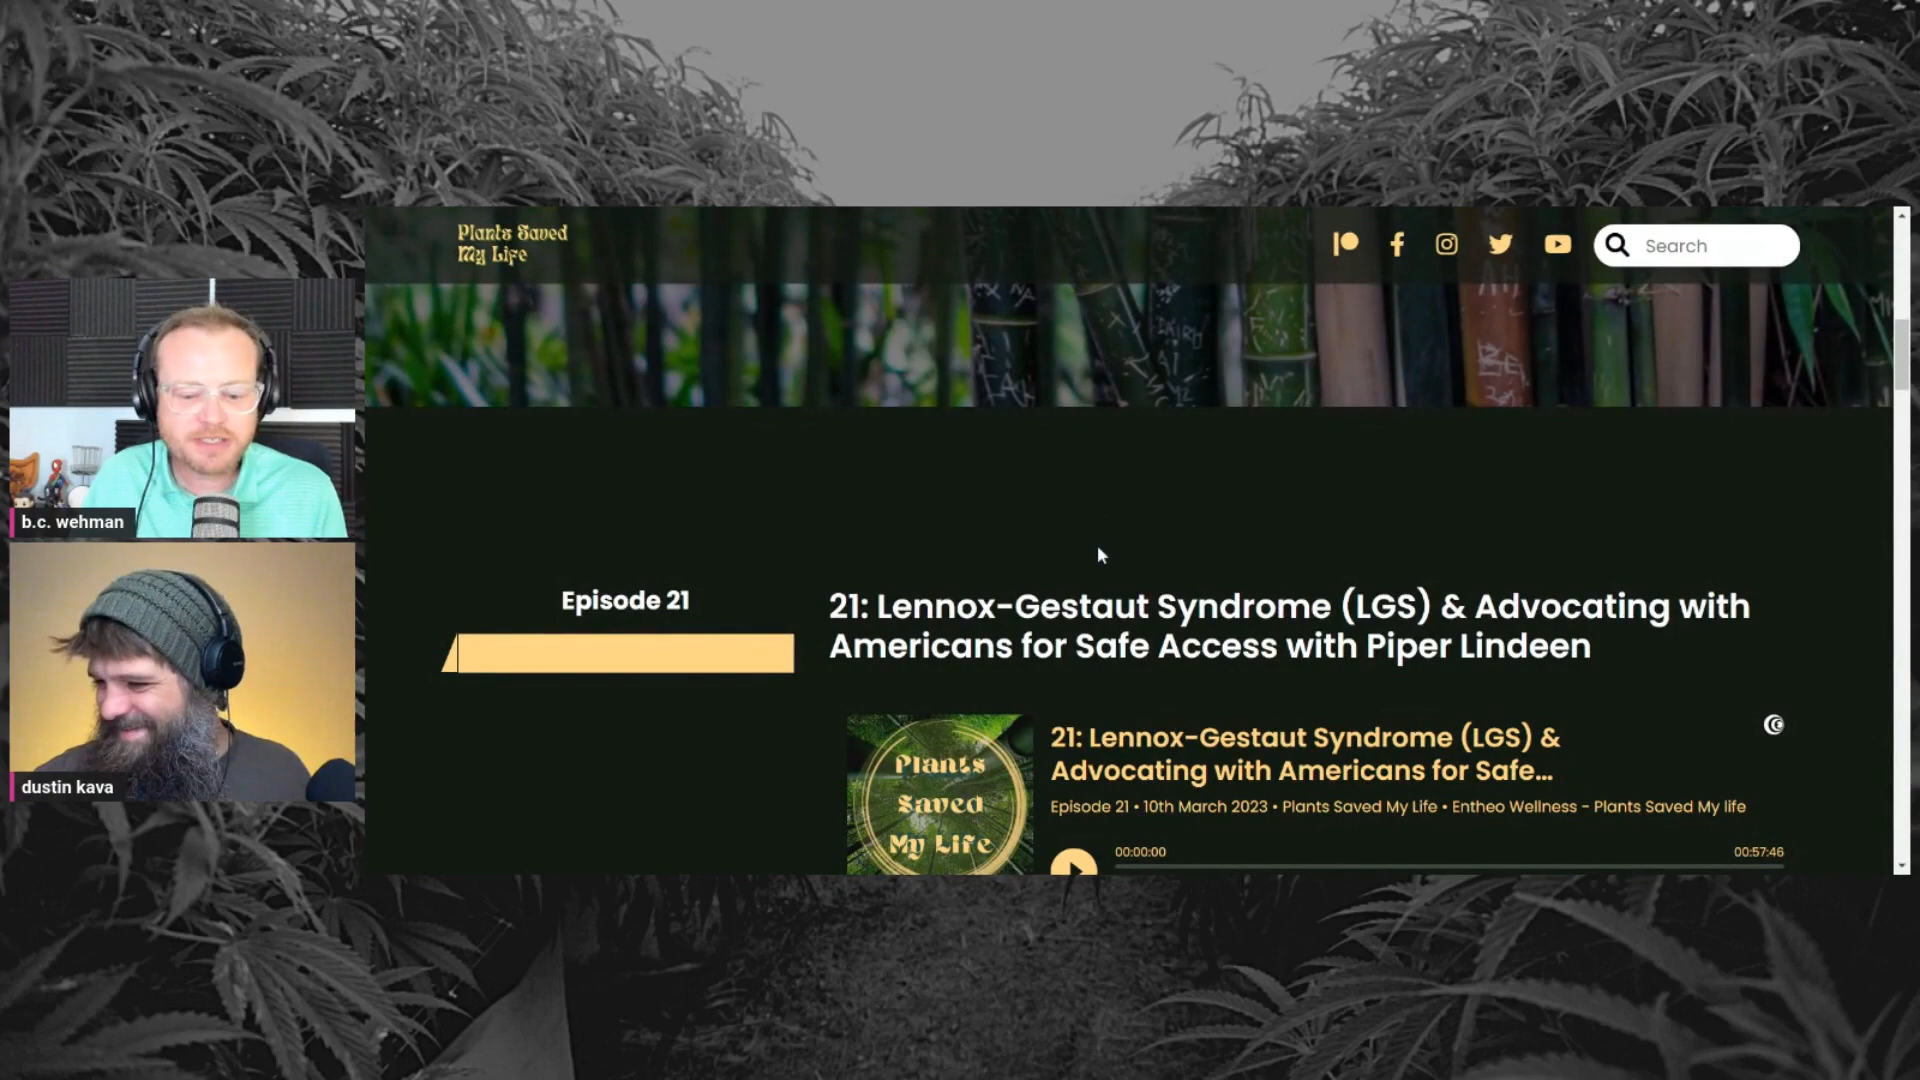 Plants Saved
My Life
Search
b.c. wehman
dustin kava
Episode 21
21: Lennox-Gestaut Syndrome (LGS) & Advocating with
Americans for Safe Access with Piper Lindeen
Plants
Saved
My Life
21: Lennox-Gestaut Syndrome (LGS) &
Advocating with Americans for Safe...
Episode 21 • 10th March 2023 • Plants Saved My Life • Entheo Wellness - Plants Saved My life
00:00:00
00:57:46